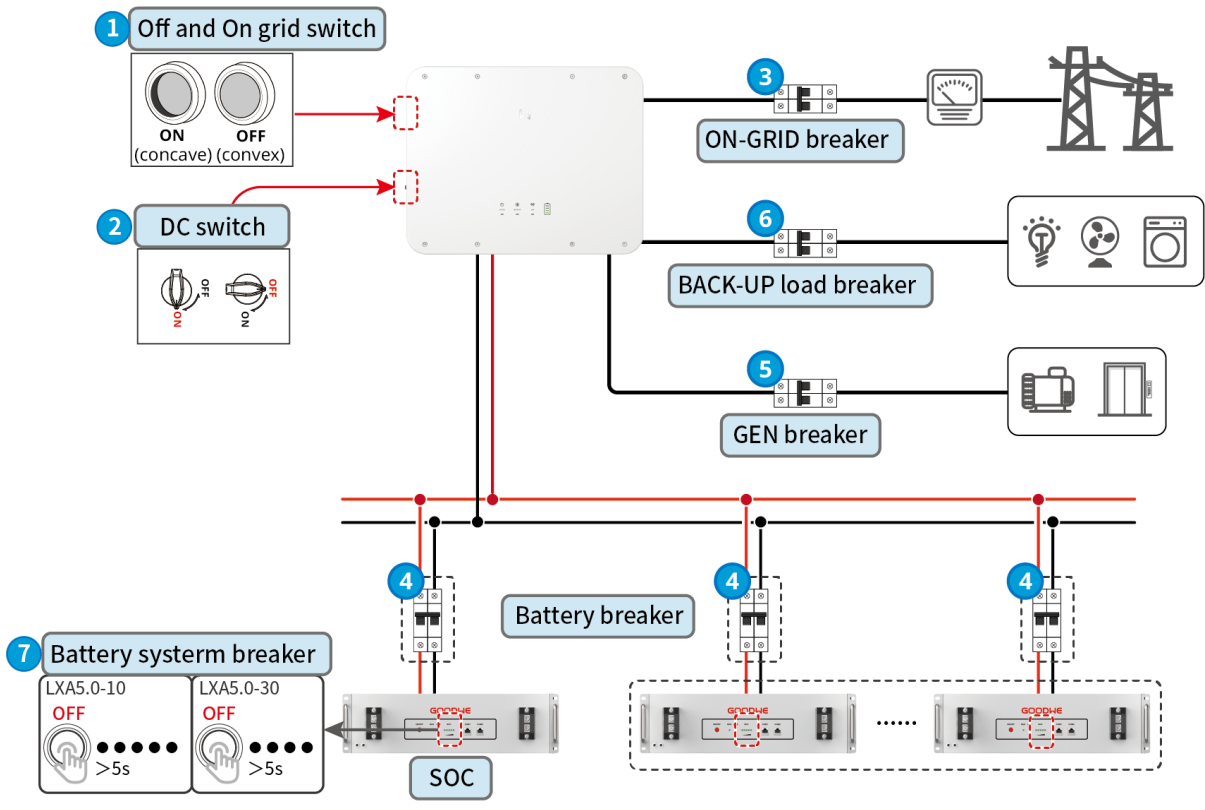 1 Off and On grid switch
ON OFF
(concave) (convex)
2 DC switch
OFF
ON
OFF
ON
3
ON-GRID breaker
6
BACK-UP load breaker
5
GEN breaker
4
4
4
Battery breaker
7 Battery systerm breaker
LXA5.0-10
OFF
>5s
LXA5.0-30
OFF
>5s
GOODWE
GOODWE
GOODWE
SOC